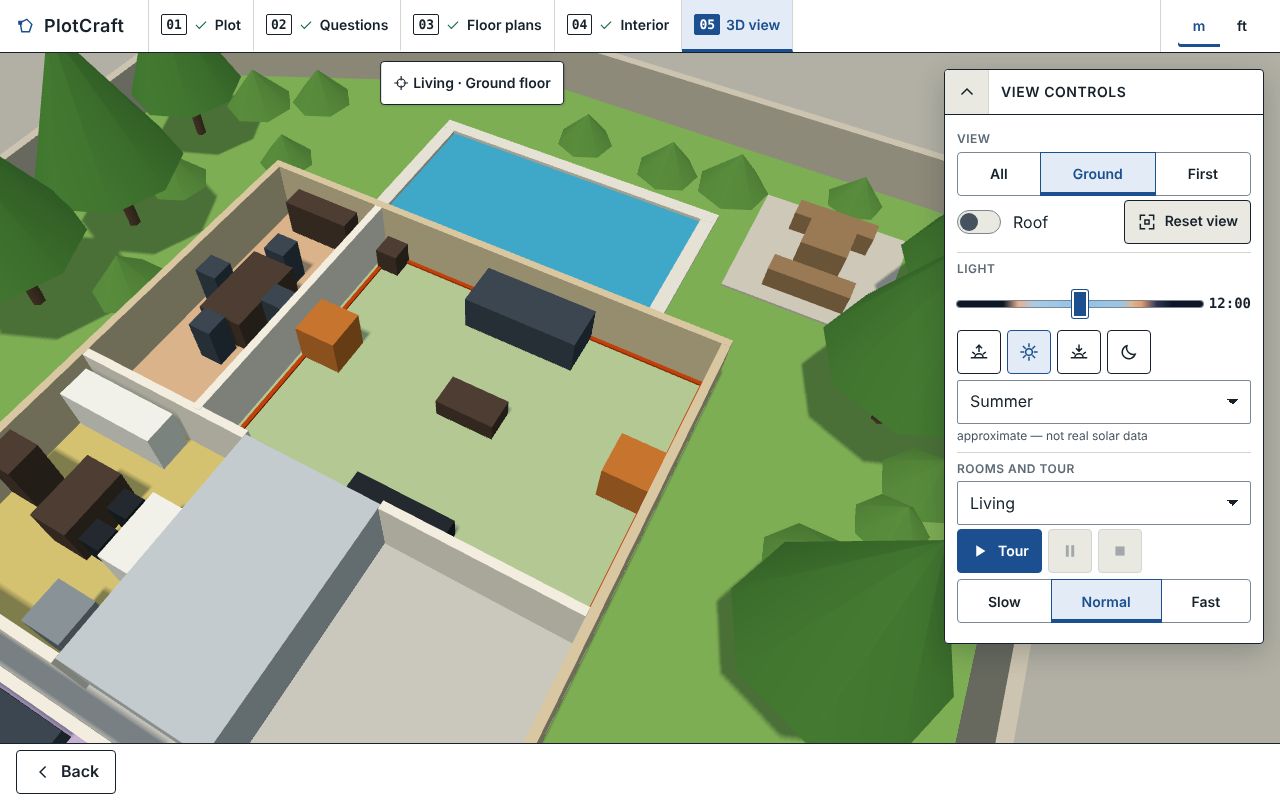 PlotCraft
01 Plot
02 Questions
03 Floor plans
04 Interior
05 3D view
m ft
Living · Ground floor
VIEW CONTROLS
VIEW
All Ground First
Roof Reset view
LIGHT
12:00
Summer
approximate — not real solar data
ROOMS AND TOUR
Living
Tour
Slow Normal Fast
Back